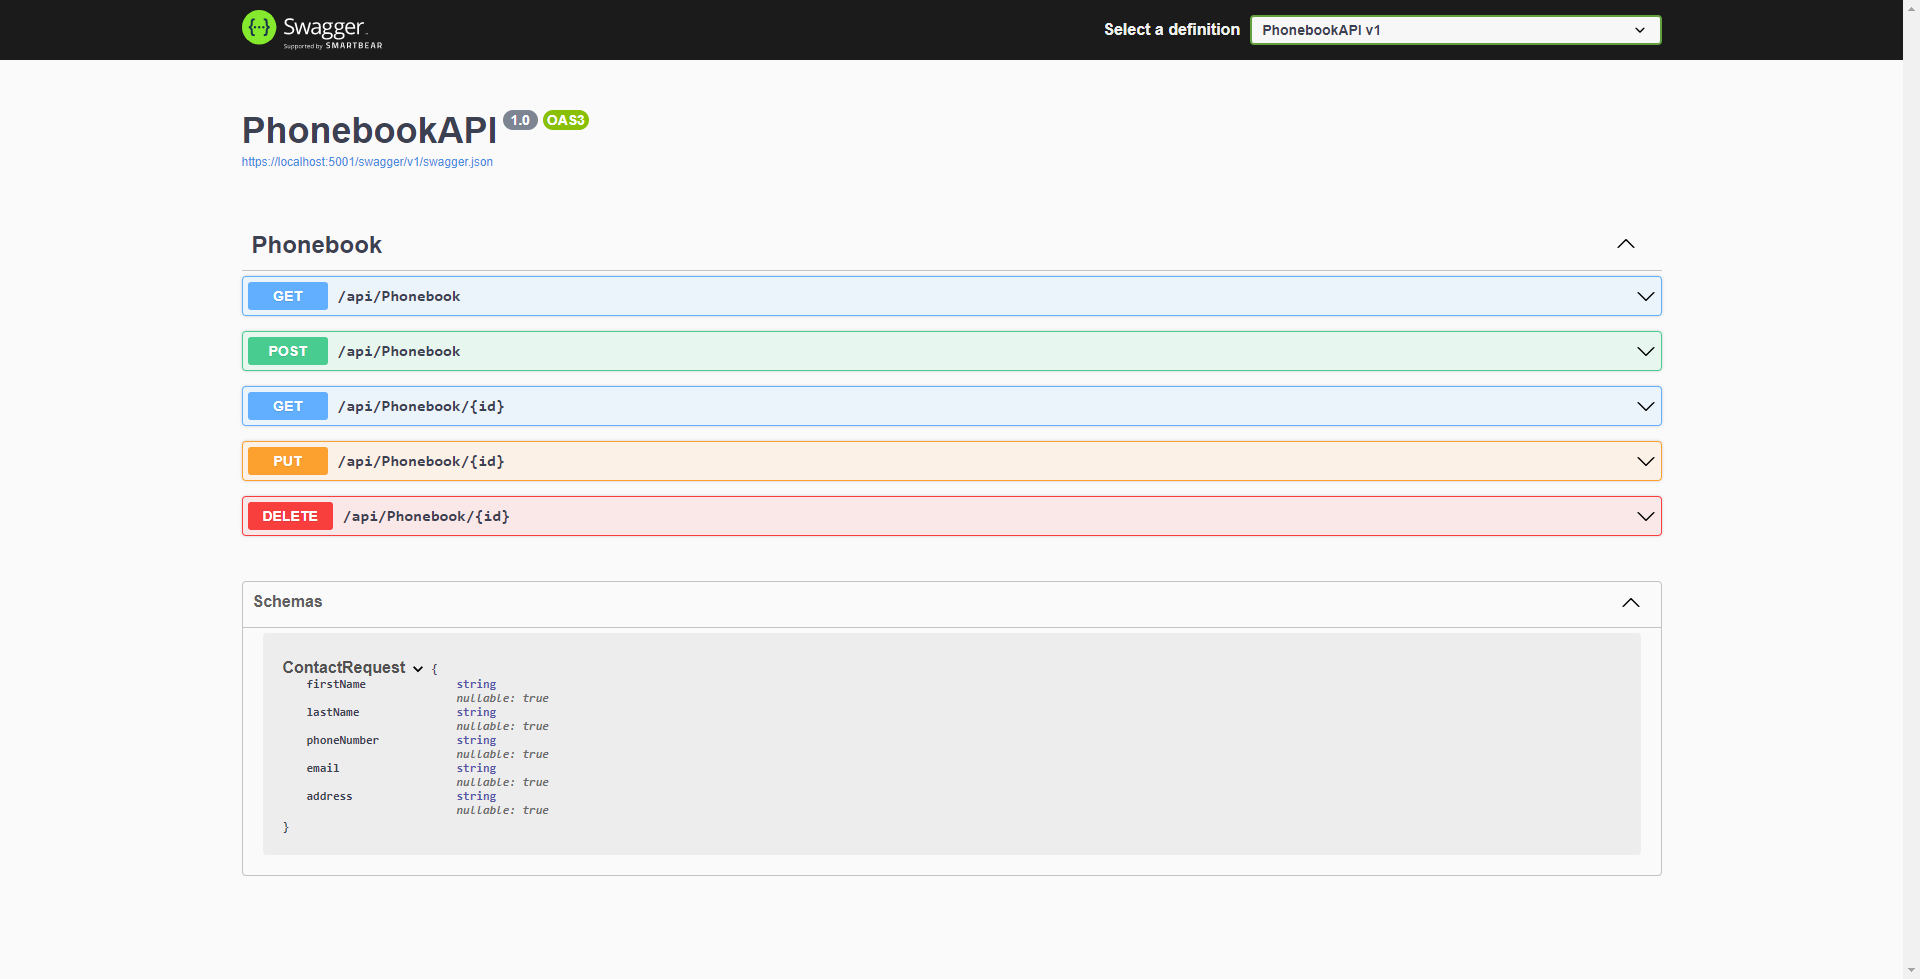 Swagger
Supported by SMARTBEAR
Select a definition
PhonebookAPI v1
PhonebookAPI 1.0 OAS3
https://localhost:5001/swagger/v1/swagger.json
Phonebook
GET /api/Phonebook
POST /api/Phonebook
GET /api/Phonebook/{id}
PUT /api/Phonebook/{id}
DELETE /api/Phonebook/{id}
Schemas
ContactRequest {
firstName string
nullable: true
lastName string
nullable: true
phoneNumber string
nullable: true
email string
nullable: true
address string
nullable: true
}